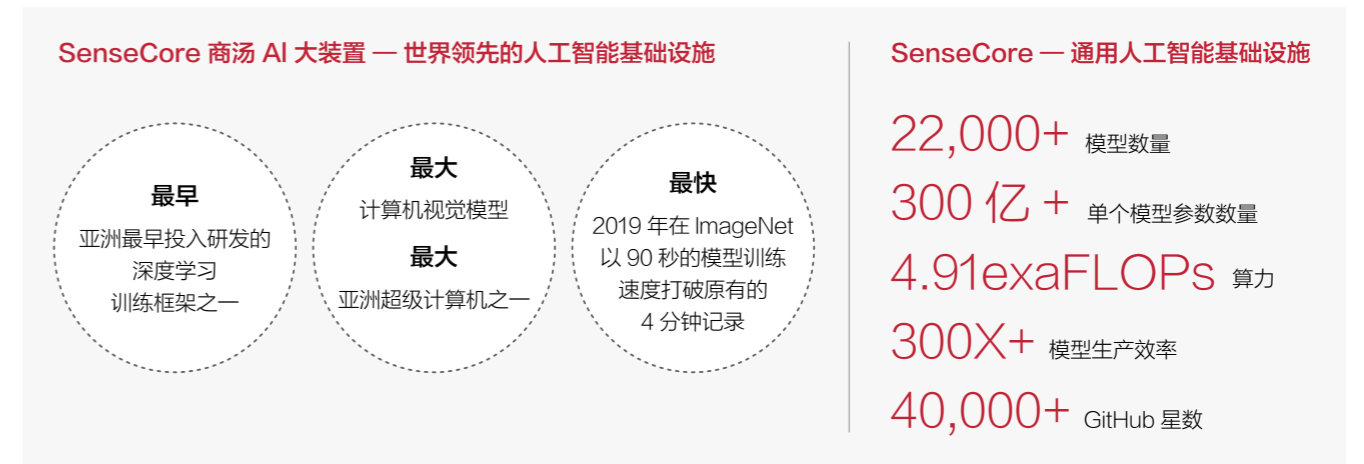 SenseCore 商汤 AI 大装置 — 世界领先的人工智能基础设施
最早
亚洲最早投入研发的
深度学习
训练框架之一
最大
计算机视觉模型
最大
亚洲超级计算机之一
最快
2019 年在 ImageNet
以 90 秒的模型训练
速度打破原有的
4 分钟记录
SenseCore — 通用人工智能基础设施
22,000+ 模型数量
300 亿 + 单个模型参数数量
4.91exaFLOPs 算力
300X+ 模型生产效率
40,000+ GitHub 星数